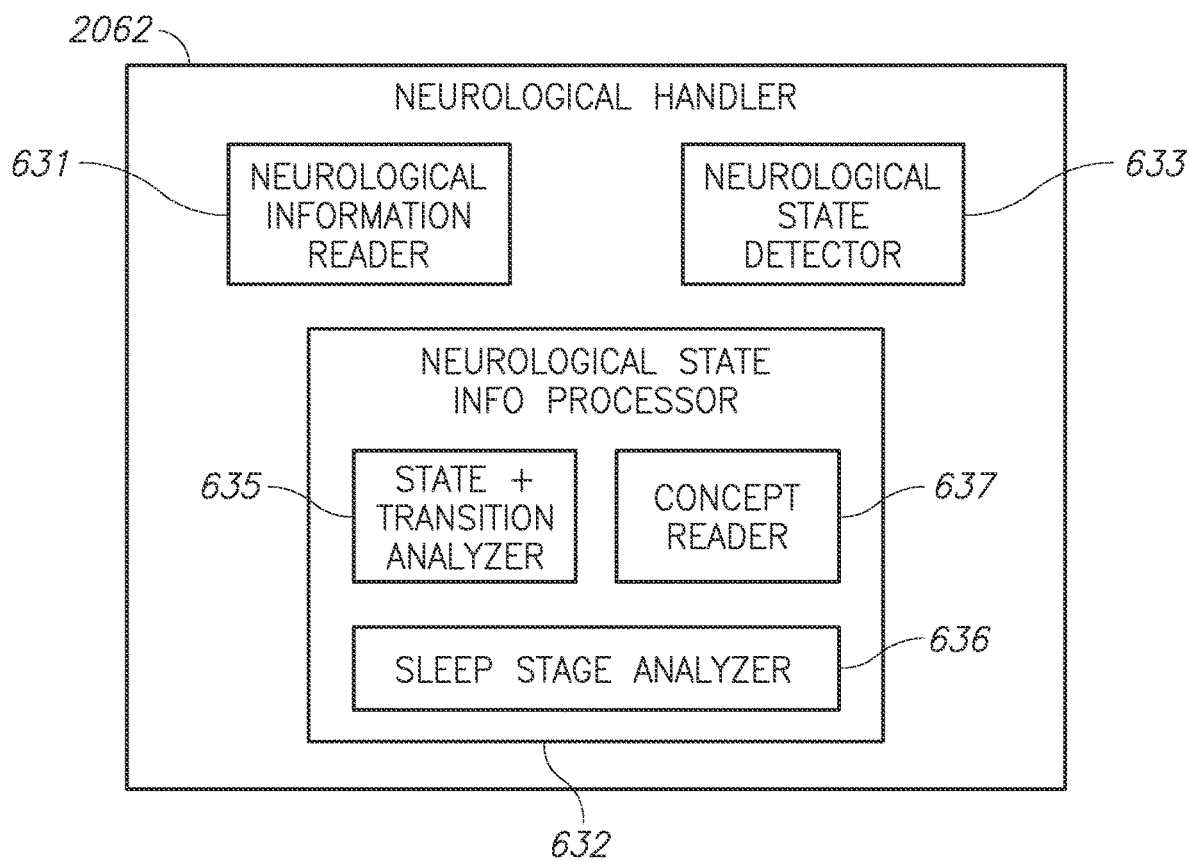 2062
NEUROLOGICAL HANDLER
631
NEUROLOGICAL
INFORMATION
READER
NEUROLOGICAL
STATE
DETECTOR
633
NEUROLOGICAL STATE
INFO PROCESSOR
635
STATE +
TRANSITION
ANALYZER
CONCEPT
READER
637
SLEEP STAGE ANALYZER
636
632